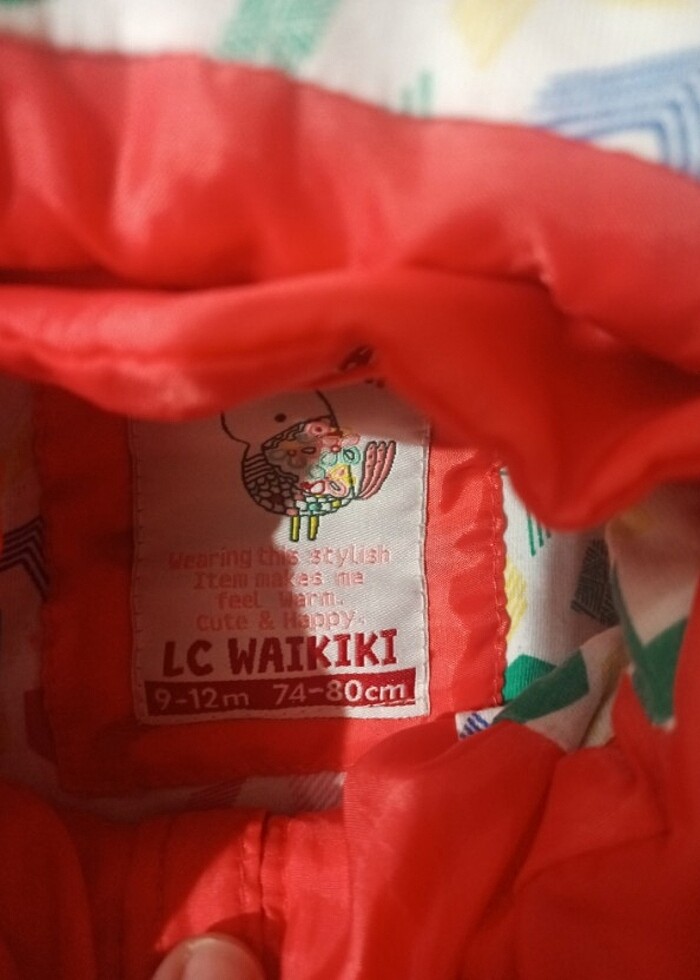 Wearing this stylish
Item makes me
feel Warm.
Cute & Happy.
LC WAIKIKI
9-12m 74-80cm